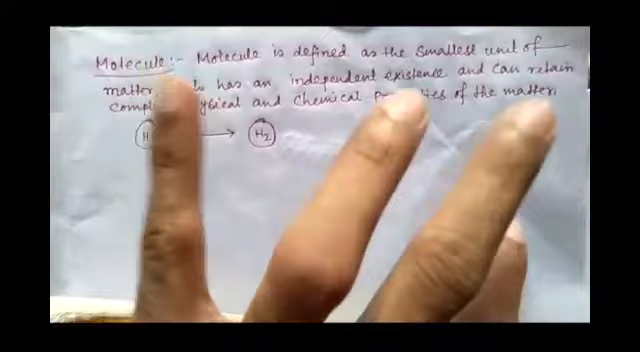 Molecule :- Molecule is defined as the smallest unit of
matter has an independent existence and can retain
and chemical of the matter.
H → H₂